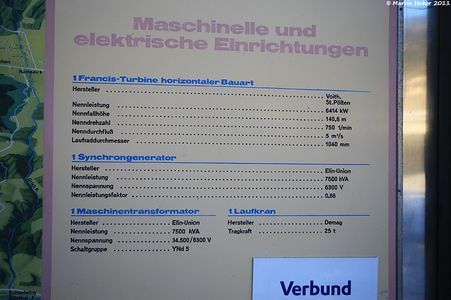 © Martin Huber 2011
Maschinelle und
elektrische Einrichtungen
1 Francis-Turbine horizontaler Bauart
Hersteller Voith,
St.Pölten
Nennleistung 6414 kW
Nennfallhöhe 140,8 m
Nenndrehzahl 750 1/min
Nenndurchfluß 5 m³/s
Laufraddurchmesser 1040 mm
1 Synchrongenerator
Hersteller Elin-Union
Nennleistung 7500 kVA
Nennspannung 6300 V
Nennleistungsfaktor 0,86
1 Maschinentransformator
Hersteller Elin-Union
Nennleistung 7500 kVA
Nennspannung 34.500/6300 V
Schaltgruppe YNd 5
1 Laufkran
Hersteller Demag
Tragkraft 25 t
Verbund